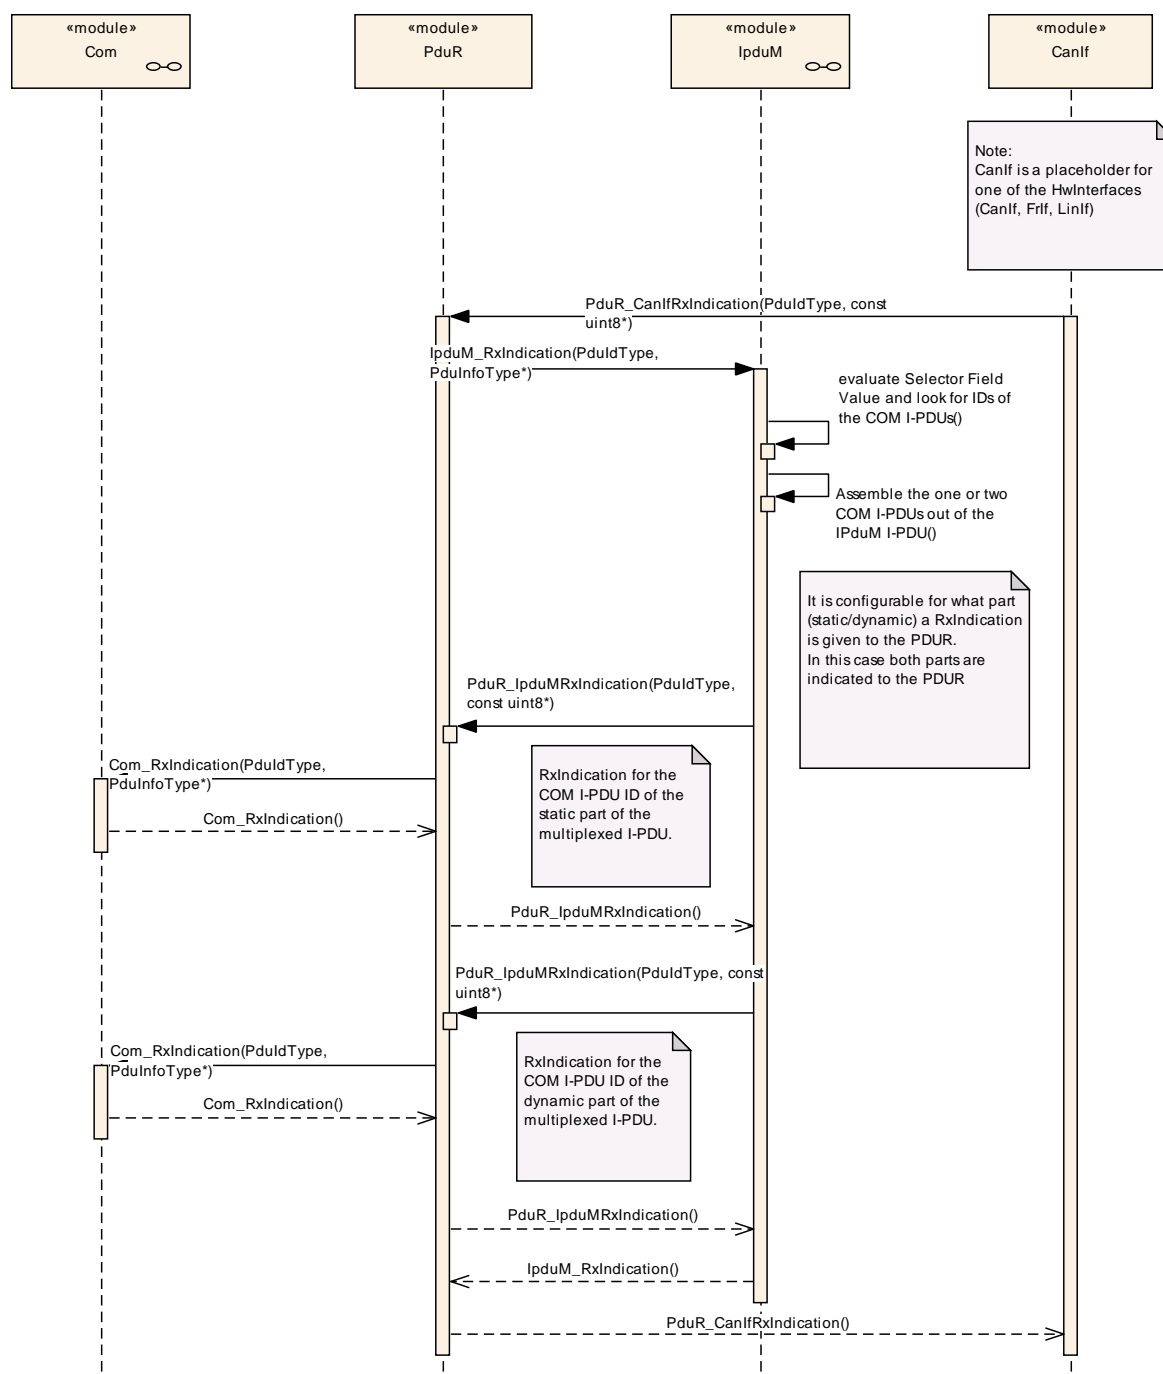 «module»
Com
«module»
PduR
«module»
IpduM
«module»
CanIf
Note:
CanIf is a placeholder for
one of the HwInterfaces
(CanIf, FrIf, LinIf)
PduR_CanIfRxIndication(PduIdType, const
uint8*)
IpduM_RxIndication(PduIdType,
PduInfoType*)
evaluate Selector Field
Value and look for IDs of
the COM I-PDUs()
Assemble the one or two
COM I-PDUs out of the
IPduM I-PDU()
It is configurable for what part
(static/dynamic) a RxIndication
is given to the PDUR.
In this case both parts are
indicated to the PDUR
PduR_IpduMRxIndication(PduIdType,
const uint8*)
Com_RxIndication(PduIdType,
PduInfoType*)
RxIndication for the
COM I-PDU ID of the
static part of the
multiplexed I-PDU.
Com_RxIndication()
PduR_IpduMRxIndication()
PduR_IpduMRxIndication(PduIdType, const
uint8*)
Com_RxIndication(PduIdType,
PduInfoType*)
RxIndication for the
COM I-PDU ID of the
dynamic part of the
multiplexed I-PDU.
Com_RxIndication()
PduR_IpduMRxIndication()
IpduM_RxIndication()
PduR_CanIfRxIndication()